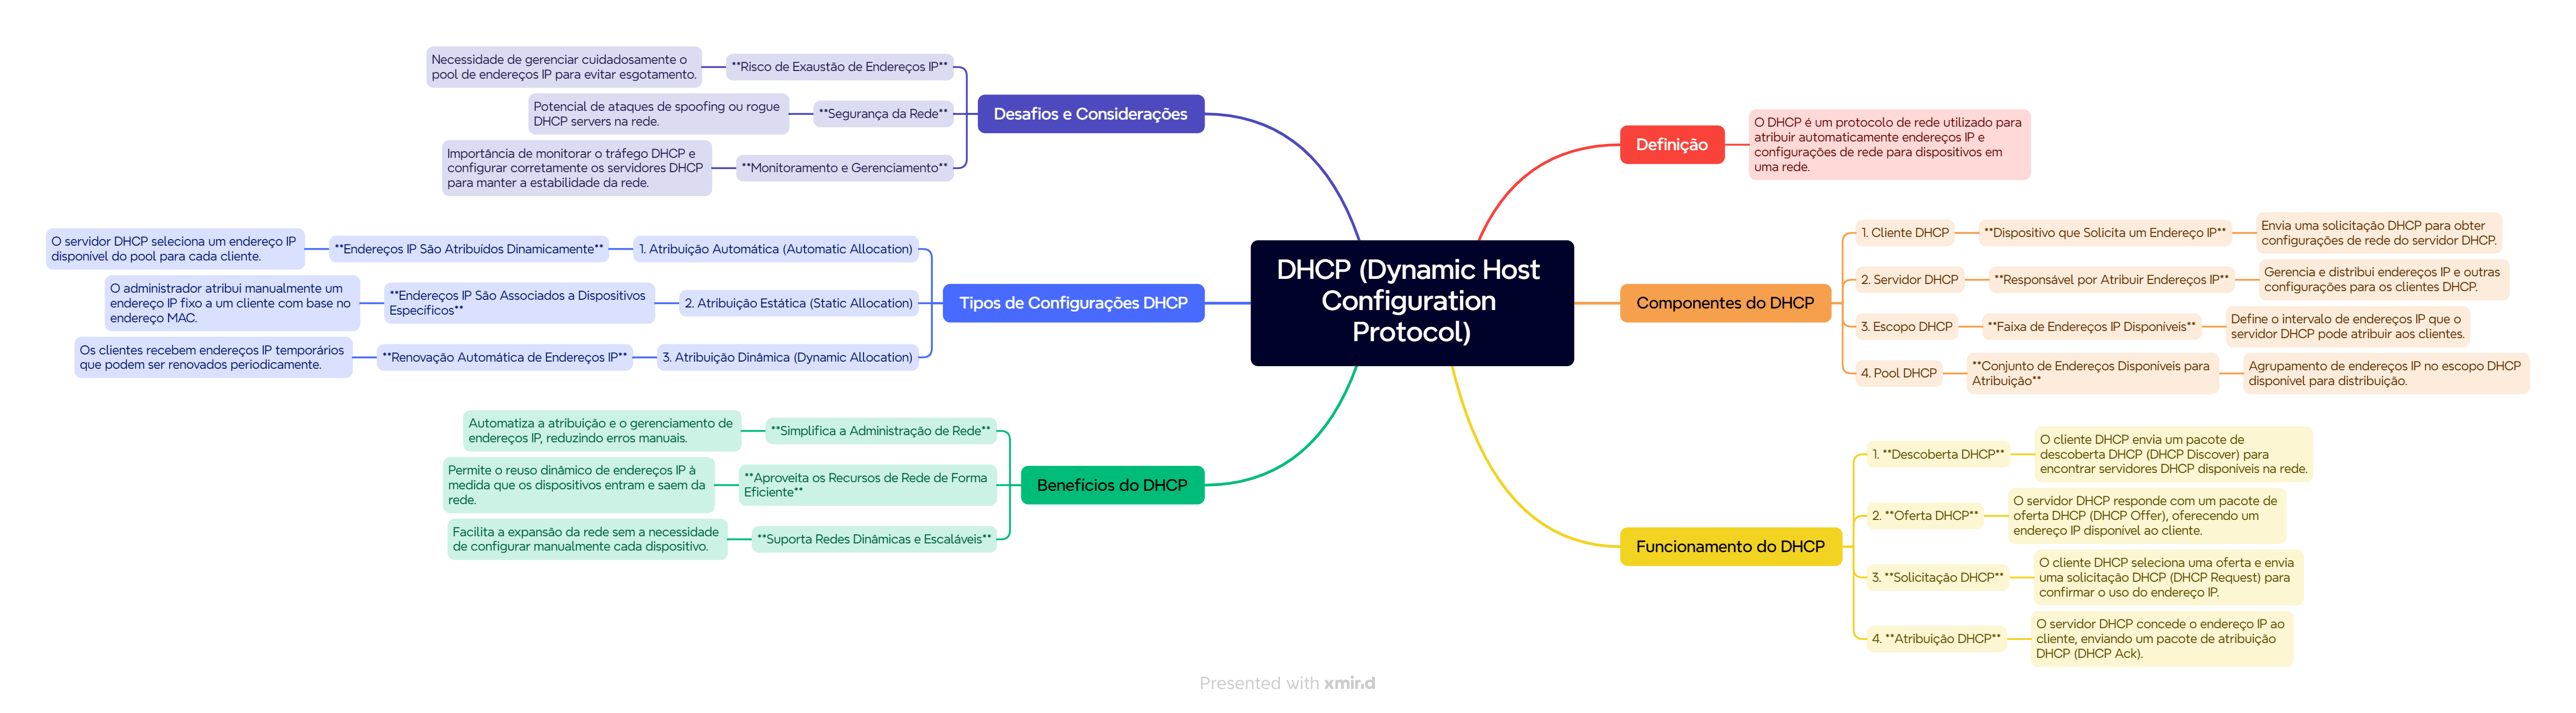 DHCP (Dynamic Host
Configuration
Protocol)
Definição
O DHCP é um protocolo de rede utilizado para
atribuir automaticamente endereços IP e
configurações de rede para dispositivos em
uma rede.
Componentes do DHCP
1. Cliente DHCP
**Dispositivo que Solicita um Endereço IP**
Envia uma solicitação DHCP para obter
configurações de rede do servidor DHCP.
2. Servidor DHCP
**Responsável por Atribuir Endereços IP**
Gerencia e distribui endereços IP e outras
configurações para os clientes DHCP.
3. Escopo DHCP
**Faixa de Endereços IP Disponíveis**
Define o intervalo de endereços IP que o
servidor DHCP pode atribuir aos clientes.
4. Pool DHCP
**Conjunto de Endereços Disponíveis para
Atribuição**
Agrupamento de endereços IP no escopo DHCP
disponível para distribuição.
Funcionamento do DHCP
1. **Descoberta DHCP**
O cliente DHCP envia um pacote de
descoberta DHCP (DHCP Discover) para
encontrar servidores DHCP disponíveis na rede.
2. **Oferta DHCP**
O servidor DHCP responde com um pacote de
oferta DHCP (DHCP Offer), oferecendo um
endereço IP disponível ao cliente.
3. **Solicitação DHCP**
O cliente DHCP seleciona uma oferta e envia
uma solicitação DHCP (DHCP Request) para
confirmar o uso do endereço IP.
4. **Atribuição DHCP**
O servidor DHCP concede o endereço IP ao
cliente, enviando um pacote de atribuição
DHCP (DHCP Ack).
Desafios e Considerações
**Risco de Exaustão de Endereços IP**
Necessidade de gerenciar cuidadosamente o
pool de endereços IP para evitar esgotamento.
**Segurança da Rede**
Potencial de ataques de spoofing ou rogue
DHCP servers na rede.
**Monitoramento e Gerenciamento**
Importância de monitorar o tráfego DHCP e
configurar corretamente os servidores DHCP
para manter a estabilidade da rede.
Tipos de Configurações DHCP
1. Atribuição Automática (Automatic Allocation)
**Endereços IP São Atribuídos Dinamicamente**
O servidor DHCP seleciona um endereço IP
disponível do pool para cada cliente.
2. Atribuição Estática (Static Allocation)
**Endereços IP São Associados a Dispositivos
Específicos**
O administrador atribui manualmente um
endereço IP fixo a um cliente com base no
endereço MAC.
3. Atribuição Dinâmica (Dynamic Allocation)
**Renovação Automática de Endereços IP**
Os clientes recebem endereços IP temporários
que podem ser renovados periodicamente.
Benefícios do DHCP
**Simplifica a Administração de Rede**
Automatiza a atribuição e o gerenciamento de
endereços IP, reduzindo erros manuais.
**Aproveita os Recursos de Rede de Forma
Eficiente**
Permite o reuso dinâmico de endereços IP à
medida que os dispositivos entram e saem da
rede.
**Suporta Redes Dinâmicas e Escaláveis**
Facilita a expansão da rede sem a necessidade
de configurar manualmente cada dispositivo.
Presented with xmind